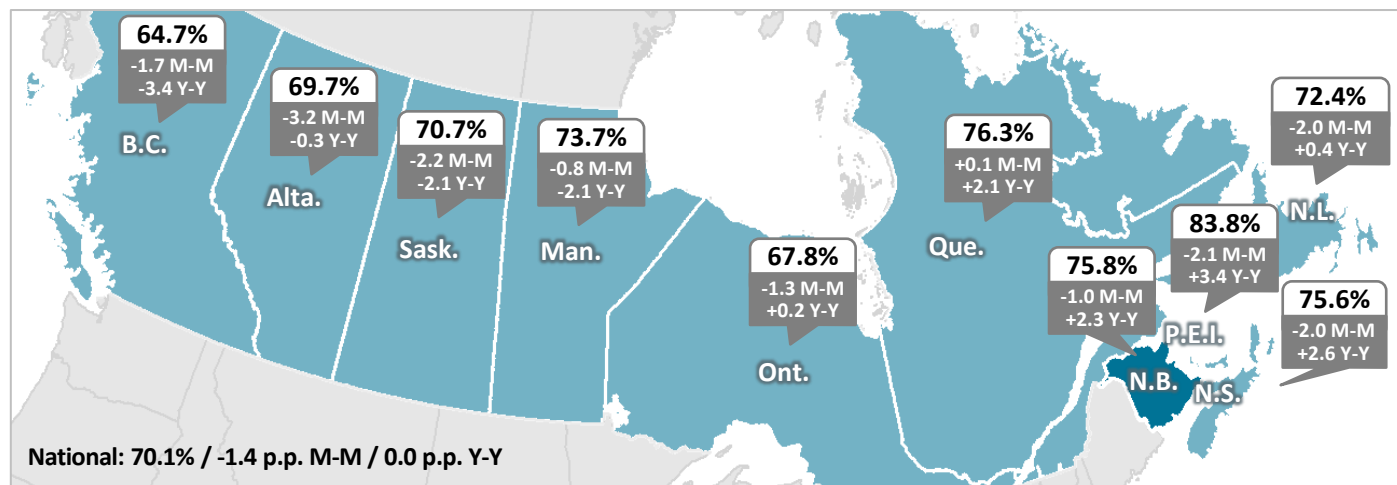 64.7%
-1.7 M-M
-3.4 Y-Y
B.C.
69.7%
-3.2 M-M
-0.3 Y-Y
Alta.
70.7%
-2.2 M-M
-2.1 Y-Y
Sask.
73.7%
-0.8 M-M
-2.1 Y-Y
Man.
67.8%
-1.3 M-M
+0.2 Y-Y
Ont.
76.3%
+0.1 M-M
+2.1 Y-Y
Que.
75.8%
-1.0 M-M
+2.3 Y-Y
N.B.
83.8%
-2.1 M-M
+3.4 Y-Y
P.E.I.
72.4%
-2.0 M-M
+0.4 Y-Y
N.L.
75.6%
-2.0 M-M
+2.6 Y-Y
N.S.
National: 70.1% / -1.4 p.p. M-M / 0.0 p.p. Y-Y